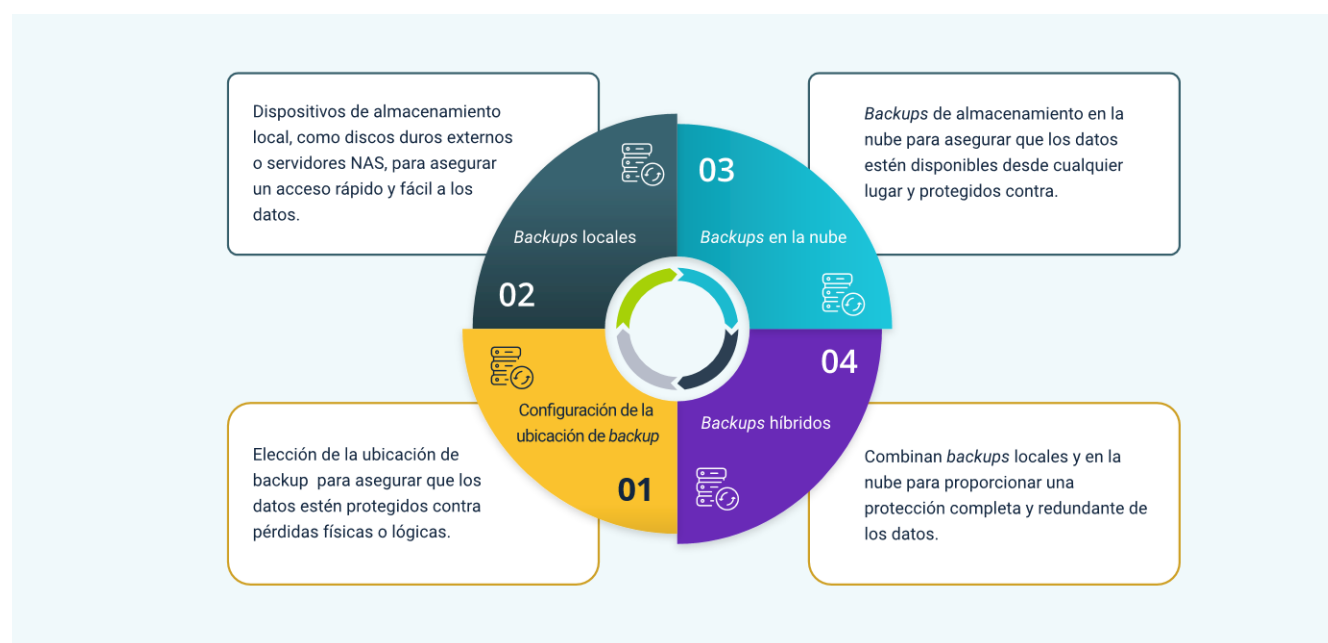 Dispositivos de almacenamiento
local, como discos duros externos
o servidores NAS, para asegurar
un acceso rápido y fácil a los
datos.
Backups locales
02
03
Backups en la nube
Backups de almacenamiento en la
nube para asegurar que los datos
estén disponibles desde cualquier
lugar y protegidos contra.
Elección de la ubicación de
backup para asegurar que los
datos estén protegidos contra
pérdidas físicas o lógicas.
Configuración de la
ubicación de backup
01
04
Backups híbridos
Combinan backups locales y en la
nube para proporcionar una
protección completa y redundante de
los datos.